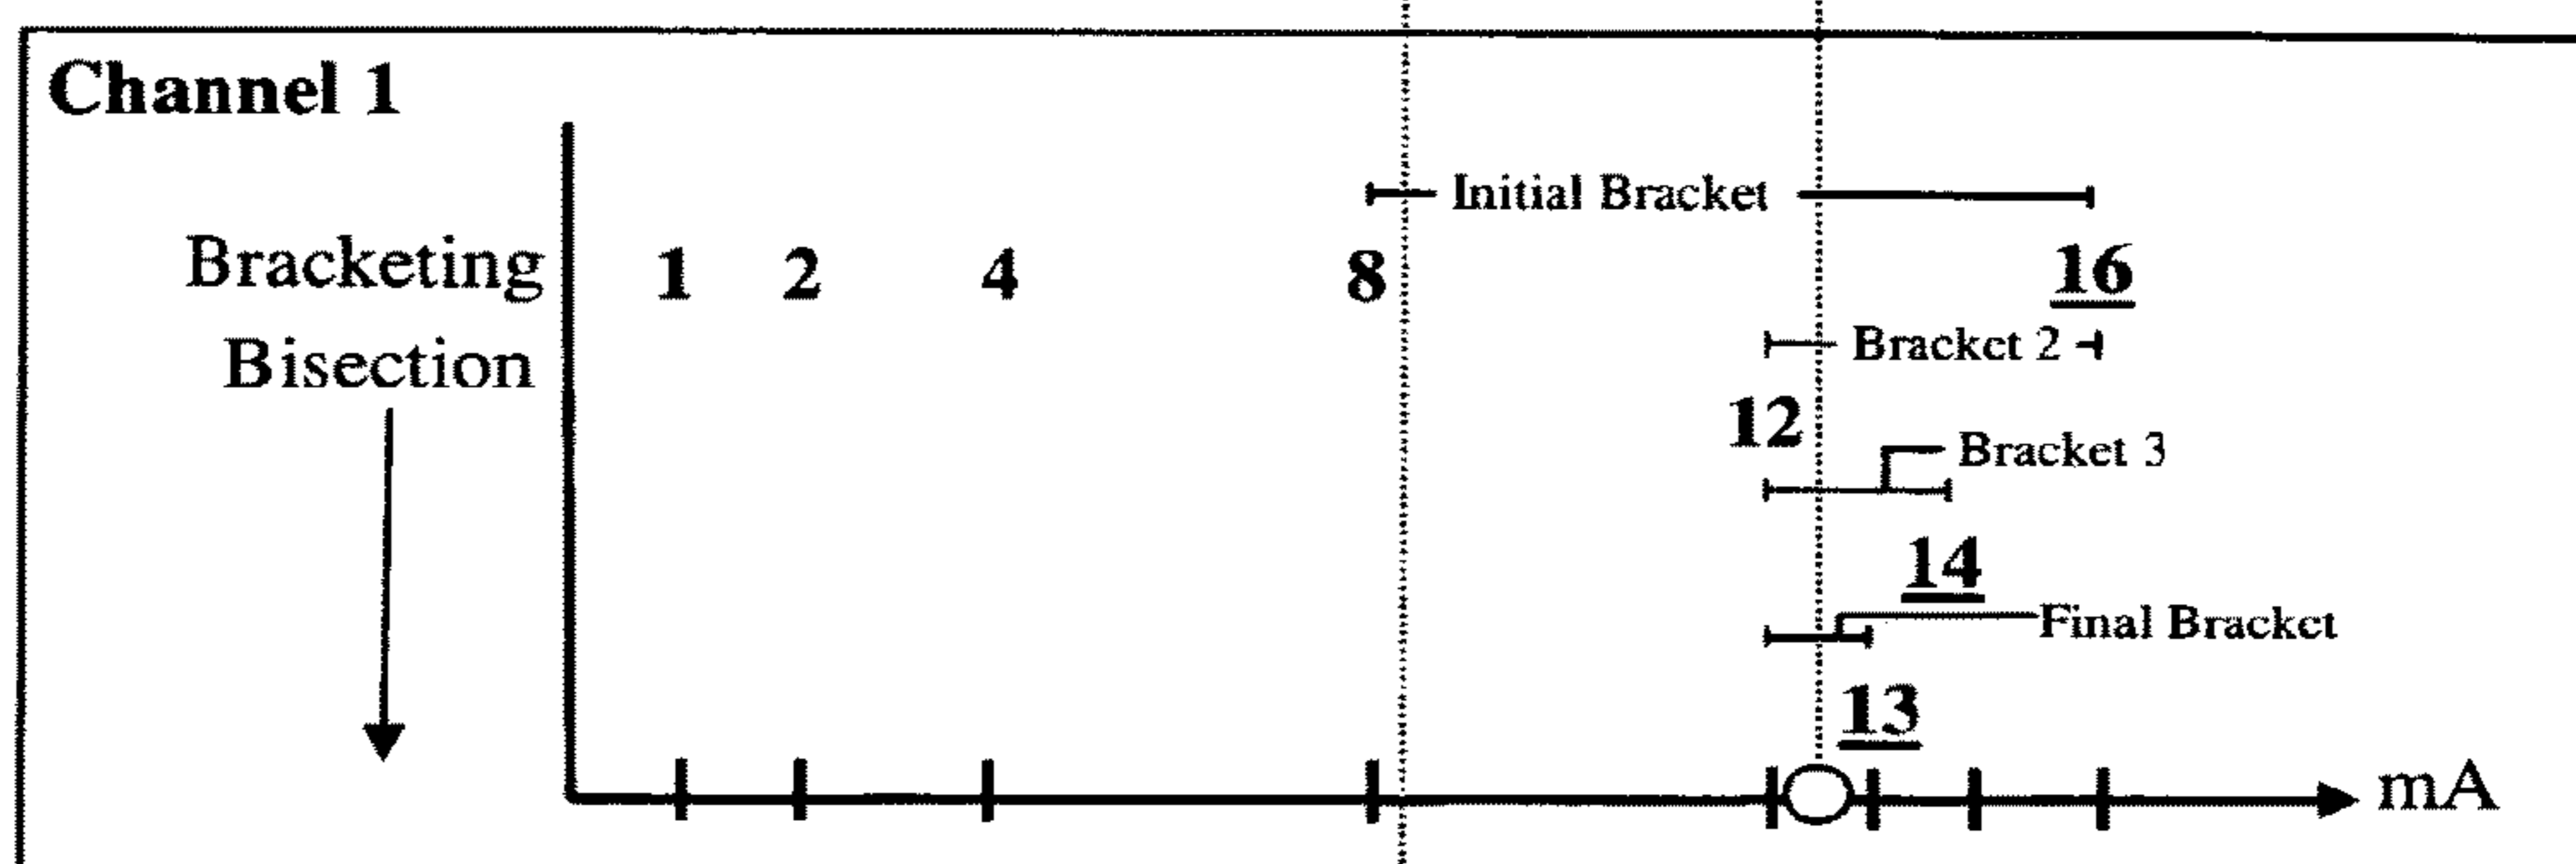 Channel 1
Initial Bracket
Bracketing
Bisection
1 2 4 8 16
Bracket 2
12
Bracket 3
14
Final Bracket
13
mA